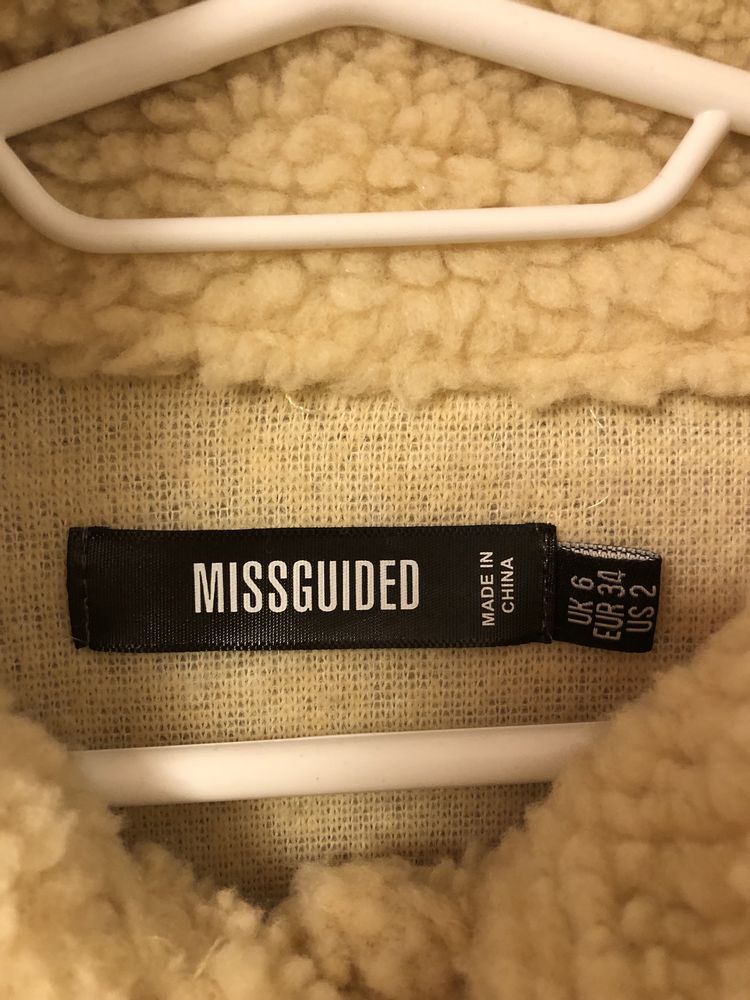 MISSGUIDED
MADE IN
CHINA
UK 6
EUR 34
US 2